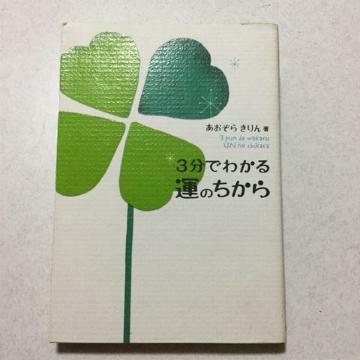 あおぞら きりん 著
3 pun de wakaru
UN no chikara
3分でわかる
運のちから